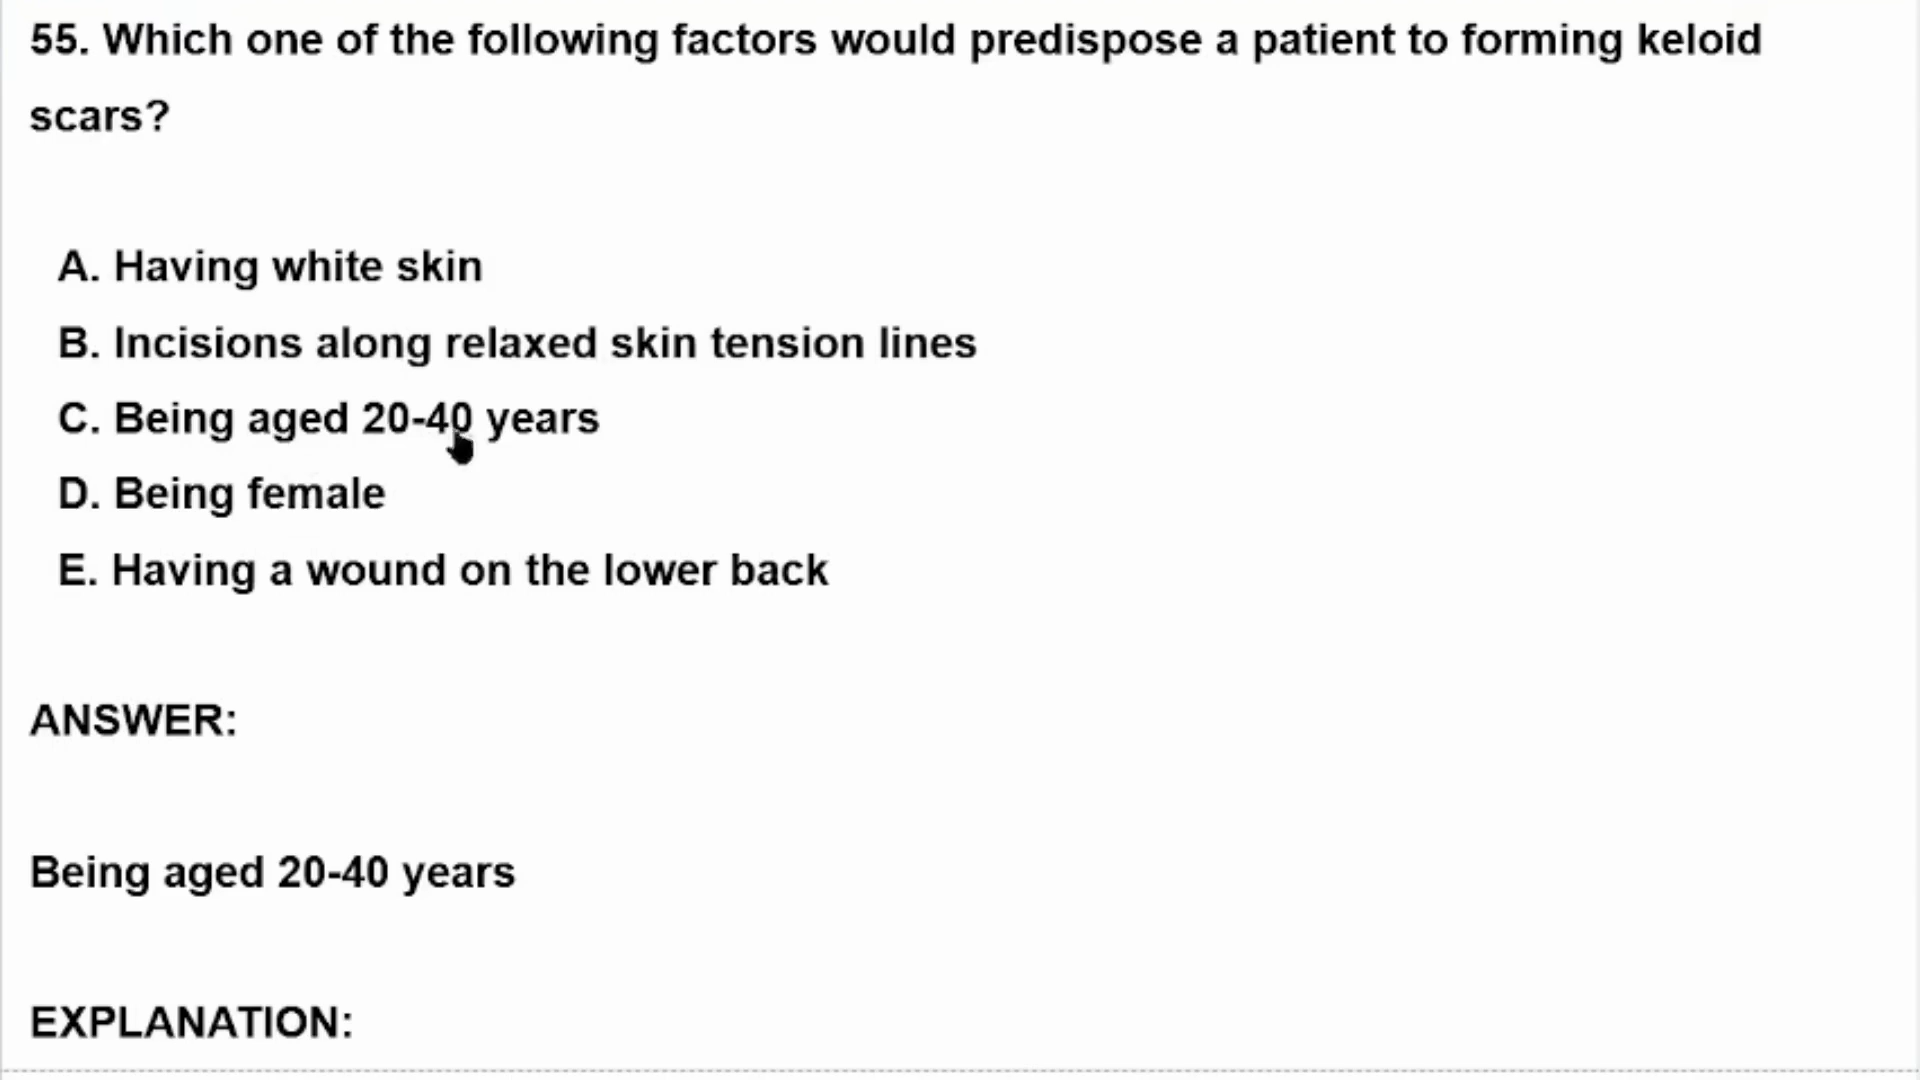 55. Which one of the following factors would predispose a patient to forming keloid
scars?
A. Having white skin
B. Incisions along relaxed skin tension lines
C. Being aged 20-40 years
D. Being female
E. Having a wound on the lower back
ANSWER:
Being aged 20-40 years
EXPLANATION: